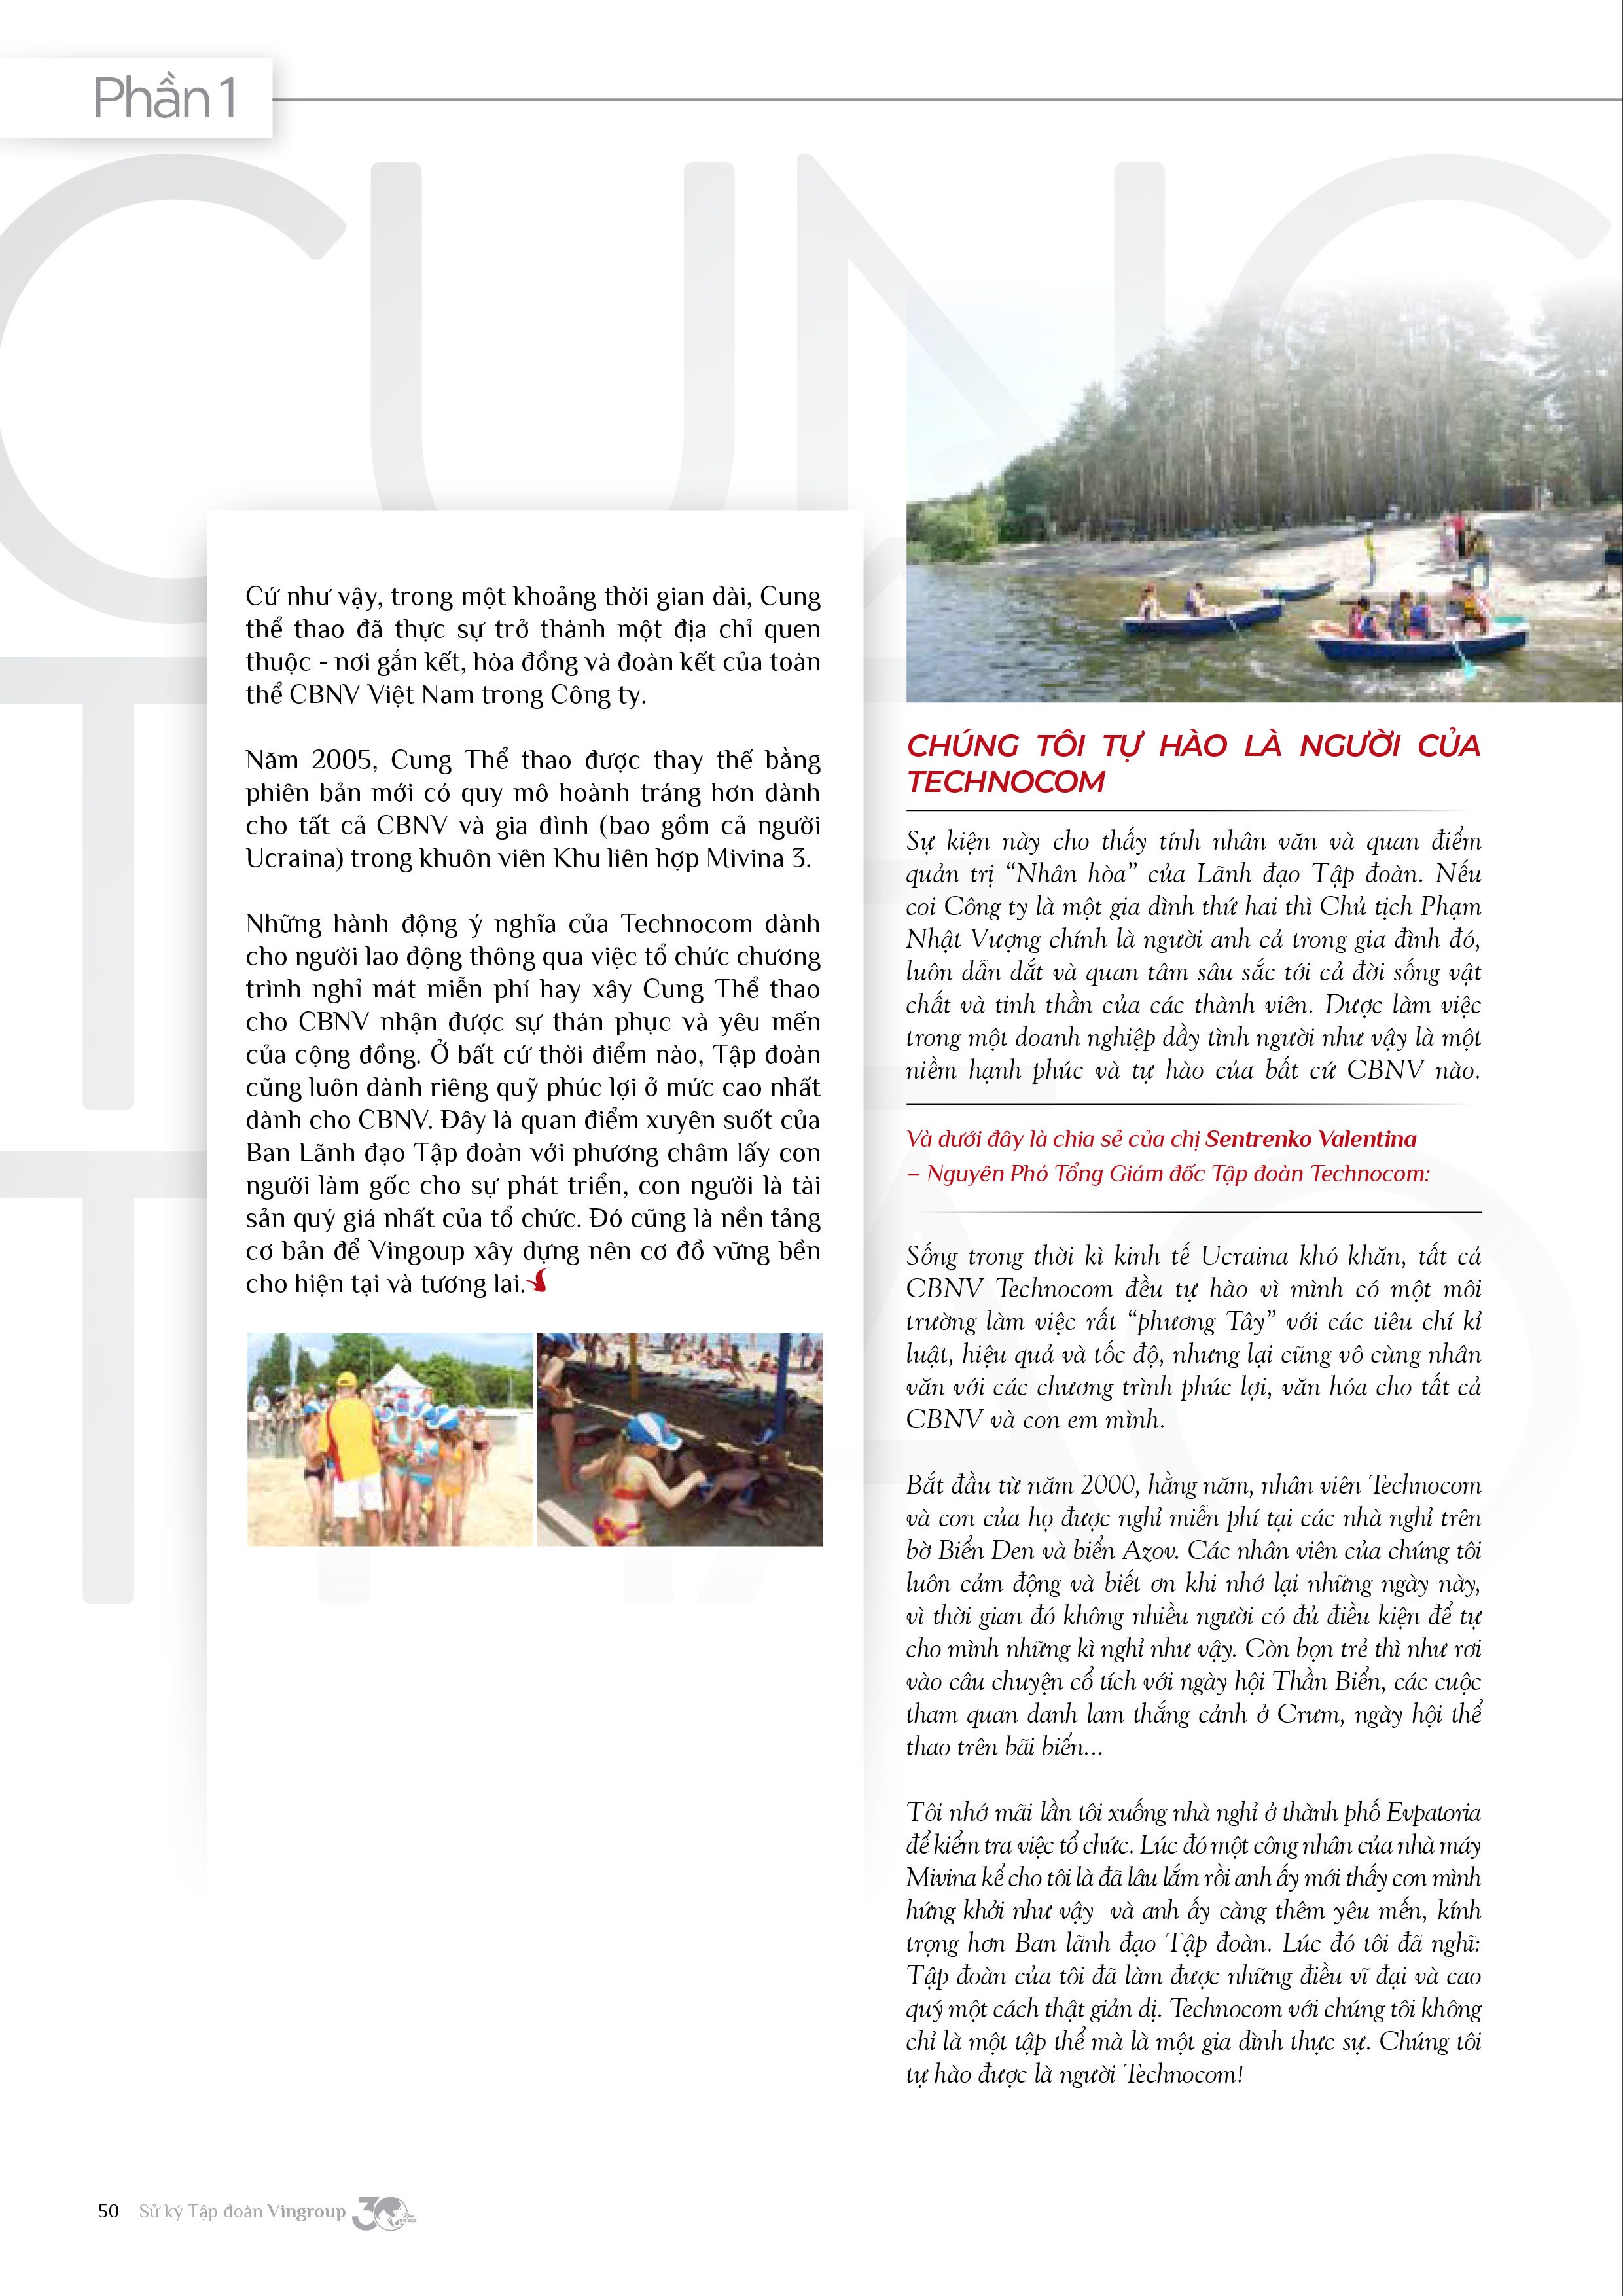 Phần 1
CUNG
THỂ
THAO
Cứ như vậy, trong một khoảng thời gian dài, Cung
thể thao đã thực sự trở thành một địa chỉ quen
thuộc - nơi gắn kết, hòa đồng và đoàn kết của toàn
thể CBNV Việt Nam trong Công ty.
Năm 2005, Cung Thể thao được thay thế bằng
phiên bản mới có quy mô hoành tráng hơn dành
cho tất cả CBNV và gia đình (bao gồm cả người
Ucraina) trong khuôn viên Khu liên hợp Mivina 3.
Những hành động ý nghĩa của Technocom dành
cho người lao động thông qua việc tổ chức chương
trình nghỉ mát miễn phí hay xây Cung Thể thao
cho CBNV nhận được sự thán phục và yêu mến
của cộng đồng. Ở bất cứ thời điểm nào, Tập đoàn
cũng luôn dành riêng quỹ phúc lợi ở mức cao nhất
dành cho CBNV. Đây là quan điểm xuyên suốt của
Ban Lãnh đạo Tập đoàn với phương châm lấy con
người làm gốc cho sự phát triển, con người là tài
sản quý giá nhất của tổ chức. Đó cũng là nền tảng
cơ bản để Vingoup xây dựng nên cơ đồ vững bền
cho hiện tại và tương lai.
CHÚNG TÔI TỰ HÀO LÀ NGƯỜI CỦA
TECHNOCOM
Sự kiện này cho thấy tính nhân văn và quan điểm
quản trị “Nhân hòa” của Lãnh đạo Tập đoàn. Nếu
coi Công ty là một gia đình thứ hai thì Chủ tịch Phạm
Nhật Vượng chính là người anh cả trong gia đình đó,
luôn dẫn dắt và quan tâm sâu sắc tới cả đời sống vật
chất và tinh thần của các thành viên. Được làm việc
trong một doanh nghiệp đầy tình người như vậy là một
niềm hạnh phúc và tự hào của bất cứ CBNV nào.
Và dưới đây là chia sẻ của chị Sentrenko Valentina
– Nguyên Phó Tổng Giám đốc Tập đoàn Technocom:
Sống trong thời kì kinh tế Ucraina khó khăn, tất cả
CBNV Technocom đều tự hào vì mình có một môi
trường làm việc rất “phương Tây” với các tiêu chí kỉ
luật, hiệu quả và tốc độ, nhưng lại cũng vô cùng nhân
văn với các chương trình phúc lợi, văn hóa cho tất cả
CBNV và con em mình.
Bắt đầu từ năm 2000, hằng năm, nhân viên Technocom
và con của họ được nghỉ miễn phí tại các nhà nghỉ trên
bờ Biển Đen và biển Azov. Các nhân viên của chúng tôi
luôn cảm động và biết ơn khi nhớ lại những ngày này,
vì thời gian đó không nhiều người có đủ điều kiện để tự
cho mình những kì nghỉ như vậy. Còn bọn trẻ thì như rơi
vào câu chuyện cổ tích với ngày hội Thần Biển, các cuộc
tham quan danh lam thắng cảnh ở Crưm, ngày hội thể
thao trên bãi biển...
Tôi nhớ mãi lần tôi xuống nhà nghỉ ở thành phố Evpatoria
để kiểm tra việc tổ chức. Lúc đó một công nhân của nhà máy
Mivina kể cho tôi là đã lâu lắm rồi anh ấy mới thấy con mình
hứng khởi như vậy và anh ấy càng thêm yêu mến, kính
trọng hơn Ban lãnh đạo Tập đoàn. Lúc đó tôi đã nghĩ:
Tập đoàn của tôi đã làm được những điều vĩ đại và cao
quý một cách thật giản dị. Technocom với chúng tôi không
chỉ là một tập thể mà là một gia đình thực sự. Chúng tôi
tự hào được là người Technocom!
50 Sử ký Tập đoàn Vingroup 30